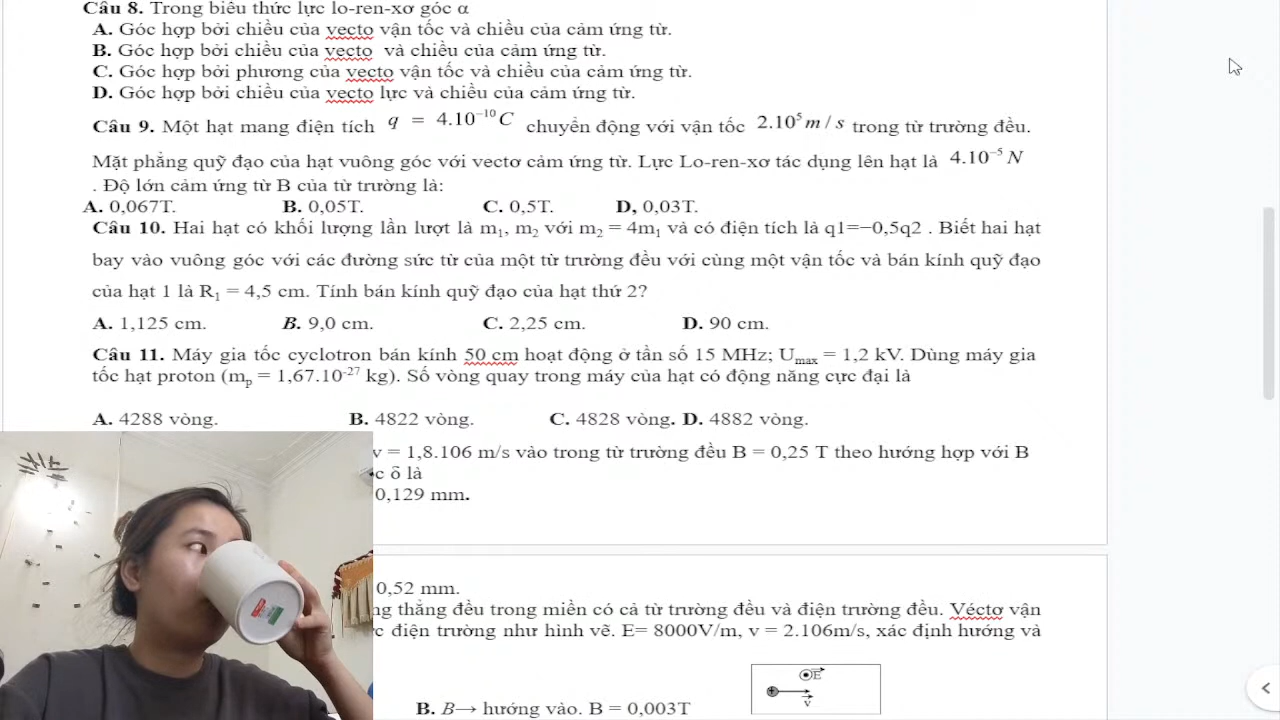 Câu 8. Trong biểu thức lực lo-ren-xơ góc α
A. Góc hợp bởi chiều của vecto vận tốc và chiều của cảm ứng từ.
B. Góc hợp bởi chiều của vecto và chiều của cảm ứng từ.
C. Góc hợp bởi phương của vecto vận tốc và chiều của cảm ứng từ.
D. Góc hợp bởi chiều của vecto lực và chiều của cảm ứng từ.
Câu 9. Một hạt mang điện tích q = 4.10⁻¹⁰ C chuyển động với vận tốc 2.10⁵ m / s trong từ trường đều.
Mặt phẳng quỹ đạo của hạt vuông góc với vectơ cảm ứng từ. Lực Lo-ren-xơ tác dụng lên hạt là 4.10⁻⁵ N
. Độ lớn cảm ứng từ B của từ trường là:
A. 0,067T. B. 0,05T. C. 0,5T. D, 0,03T.
Câu 10. Hai hạt có khối lượng lần lượt là m₁, m₂ với m₂ = 4m₁ và có điện tích là q1=−0,5q2 . Biết hai hạt
bay vào vuông góc với các đường sức từ của một từ trường đều với cùng một vận tốc và bán kính quỹ đạo
của hạt 1 là R₁ = 4,5 cm. Tính bán kính quỹ đạo của hạt thứ 2?
A. 1,125 cm. B. 9,0 cm. C. 2,25 cm. D. 90 cm.
Câu 11. Máy gia tốc cyclotron bán kính 50 cm hoạt động ở tần số 15 MHz; Uₘₐₓ = 1,2 kV. Dùng máy gia
tốc hạt proton (mₚ = 1,67.10⁻²⁷ kg). Số vòng quay trong máy của hạt có động năng cực đại là
A. 4288 vòng. B. 4822 vòng. C. 4828 vòng. D. 4882 vòng.
v = 1,8.106 m/s vào trong từ trường đều B = 0,25 T theo hướng hợp với B
c ō là
0,129 mm.
0,52 mm.
ng thẳng đều trong miền có cả từ trường đều và điện trường đều. Véctơ vận
c điện trường như hình vẽ. E= 8000V/m, v = 2.106m/s, xác định hướng và
E
v
B. B→ hướng vào. B = 0,003T